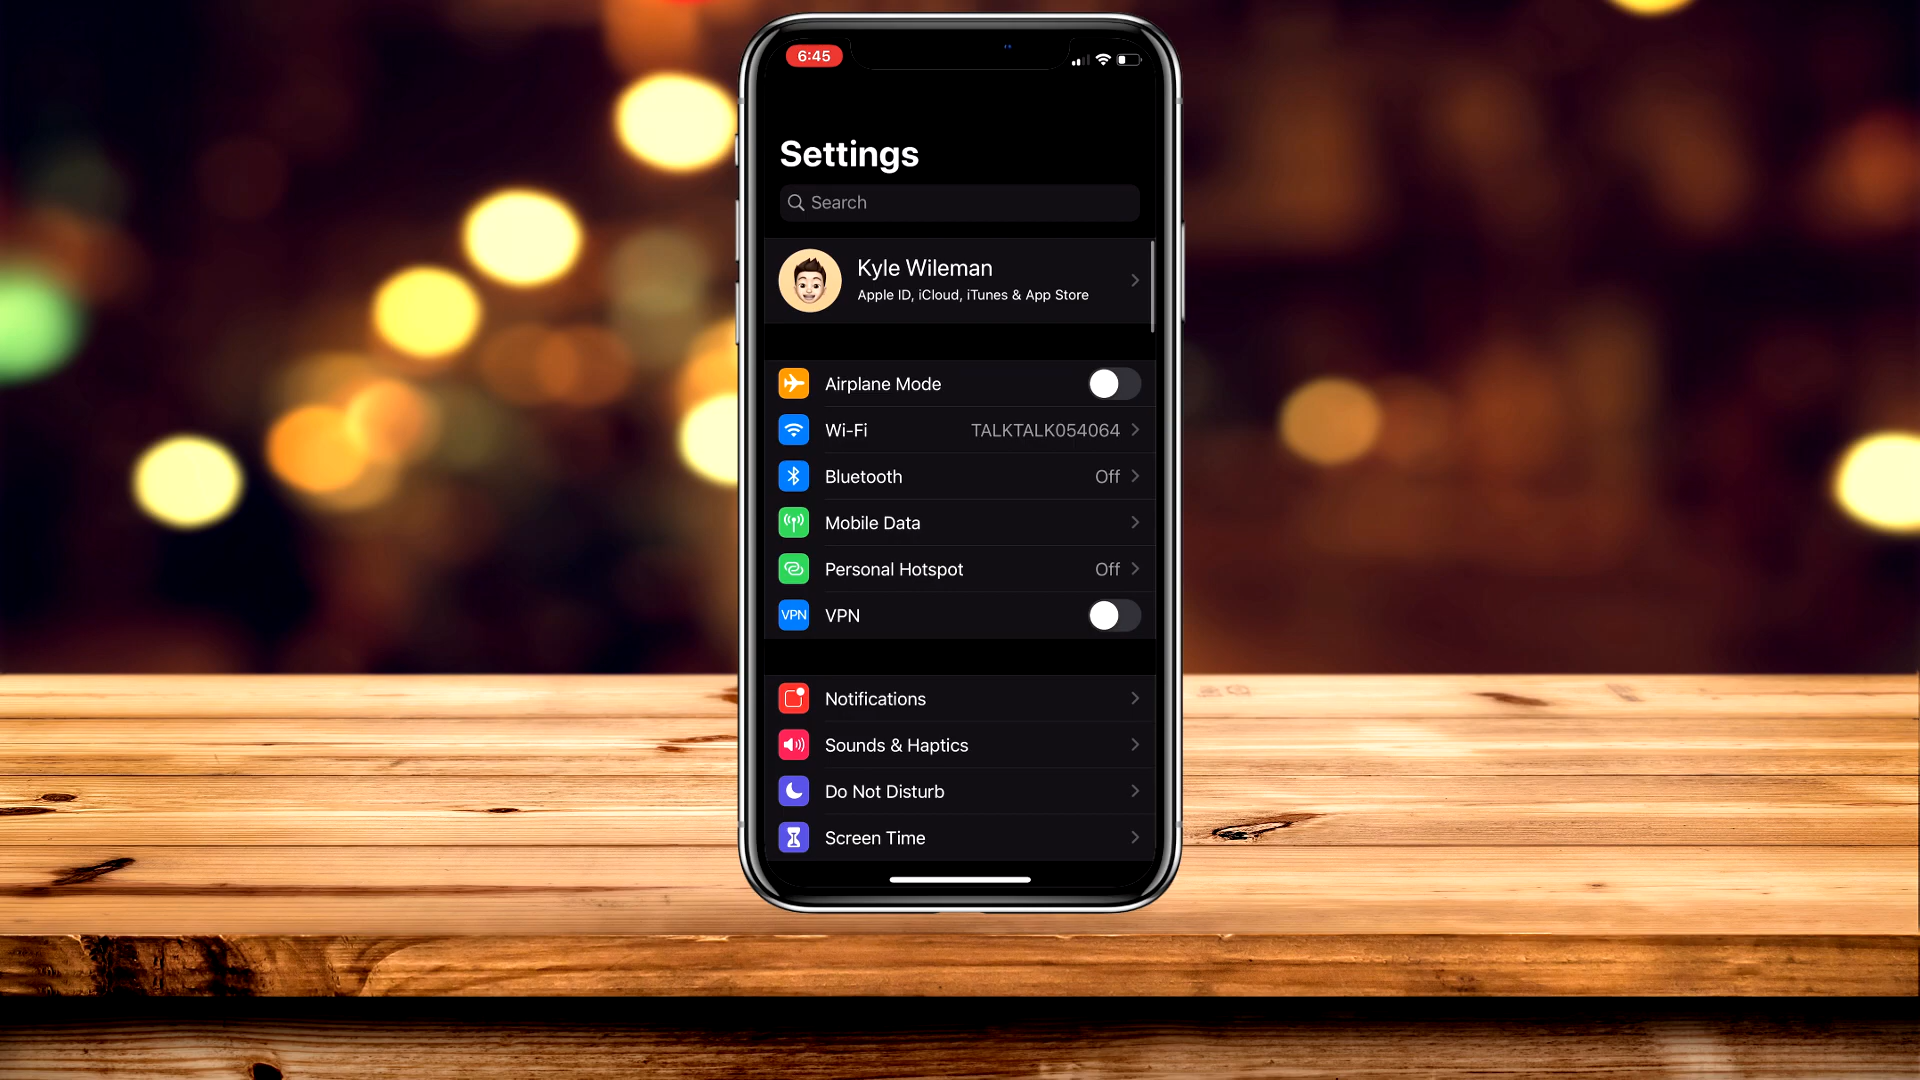 6:45
Settings
Search
Kyle Wileman
Apple ID, iCloud, iTunes & App Store
Airplane Mode
Wi-Fi TALKTALK054064
Bluetooth Off
Mobile Data
Personal Hotspot Off
VPN VPN
Notifications
Sounds & Haptics
Do Not Disturb
Screen Time